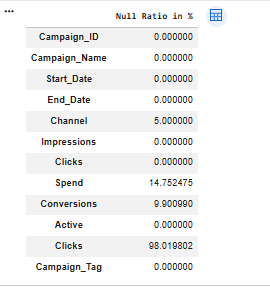 Null Ratio in %
Campaign_ID 0.000000
Campaign_Name 0.000000
Start_Date 0.000000
End_Date 0.000000
Channel 5.000000
Impressions 0.000000
Clicks 0.000000
Spend 14.752475
Conversions 9.900990
Active 0.000000
Clicks 98.019802
Campaign_Tag 0.000000